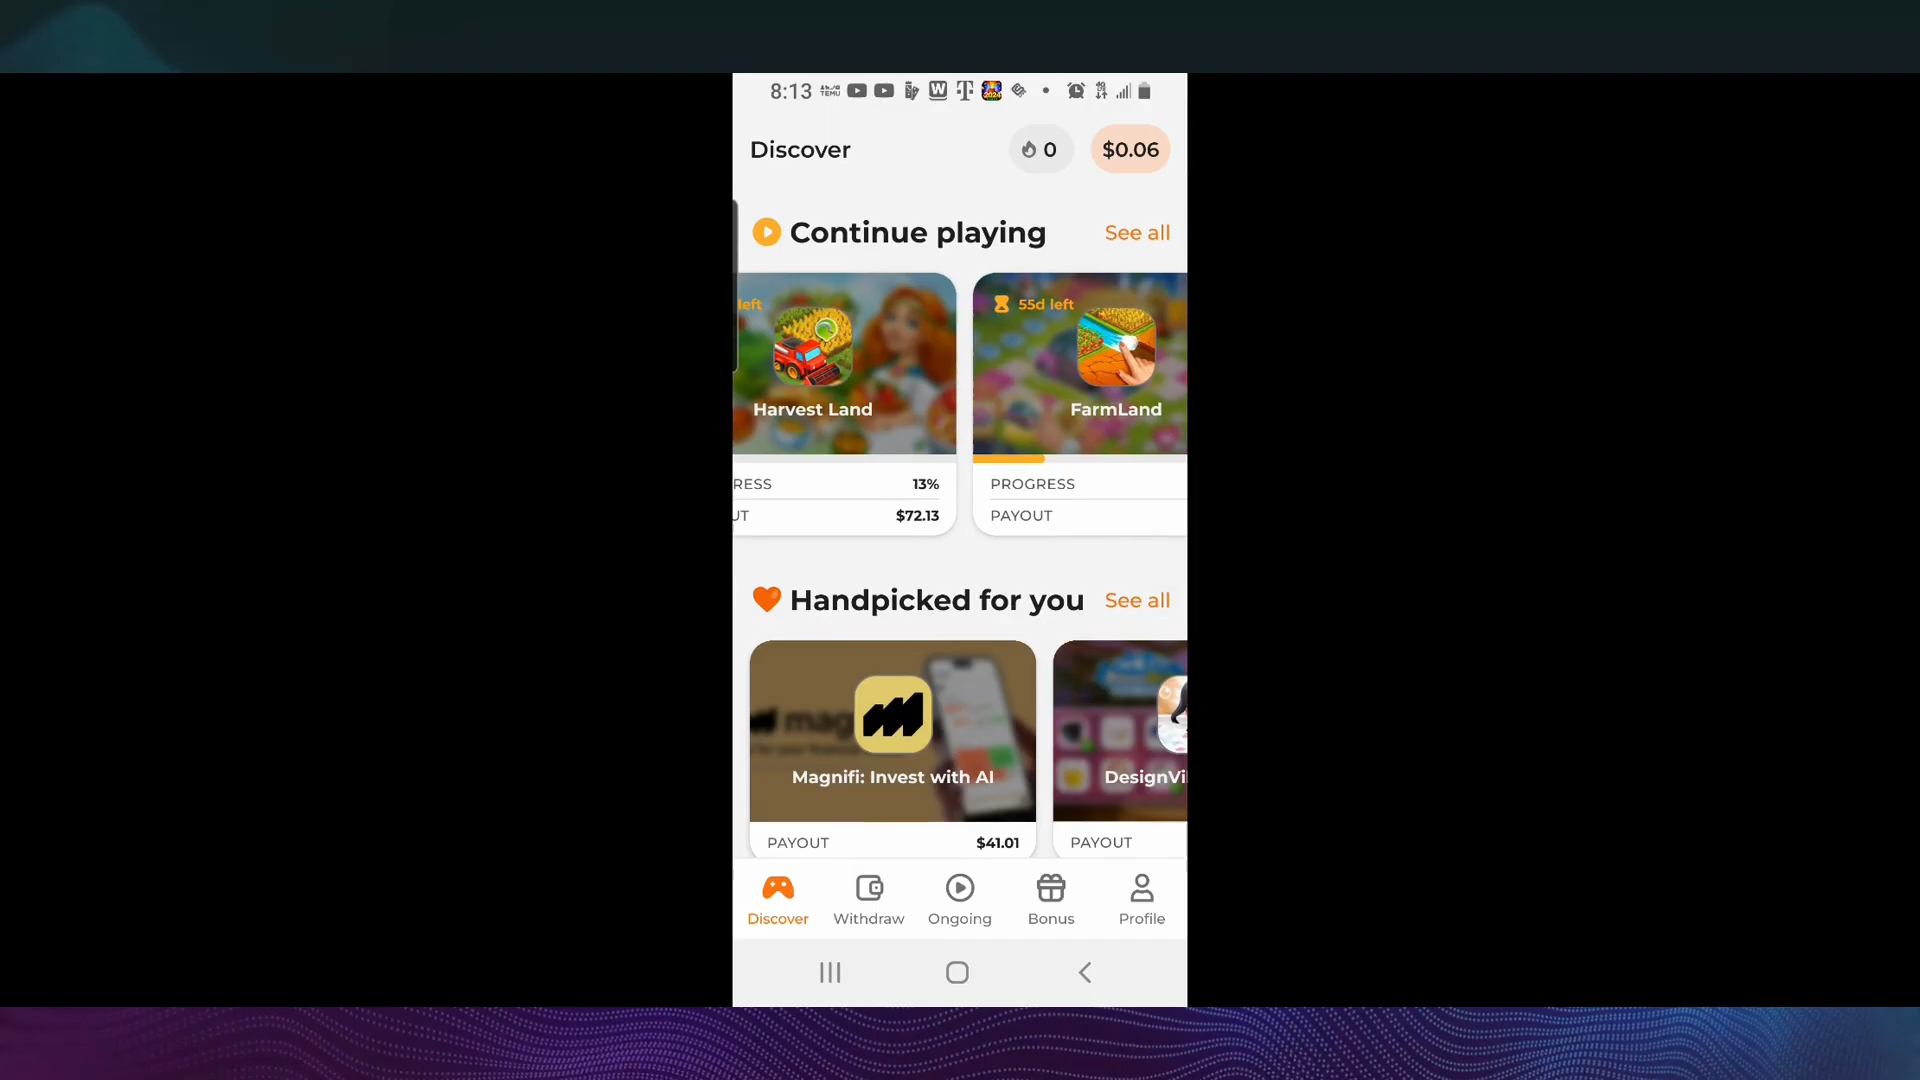 8:13 TEMU W T 2024
Discover 0 $0.06
Continue playing See all
left 55d left
Harvest Land FarmLand
RESS 13% PROGRESS
UT $72.13 PAYOUT
Handpicked for you See all
Magnifi: Invest with AI DesignVi
PAYOUT $41.01 PAYOUT
Discover Withdraw Ongoing Bonus Profile